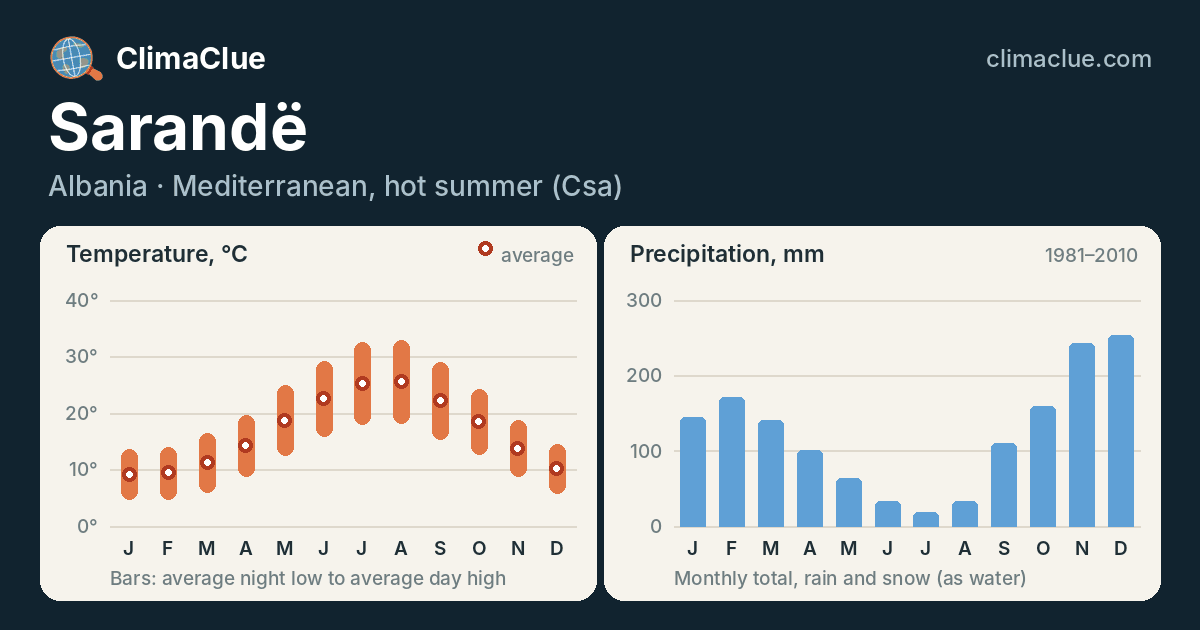 ClimaClue
climaclue.com
Sarandë
Albania · Mediterranean, hot summer (Csa)
Temperature, °C
average
40°
30°
20°
10°
0°
J F M A M J J A S O N D
Bars: average night low to average day high
Precipitation, mm
1981–2010
300
200
100
0
J F M A M J J A S O N D
Monthly total, rain and snow (as water)